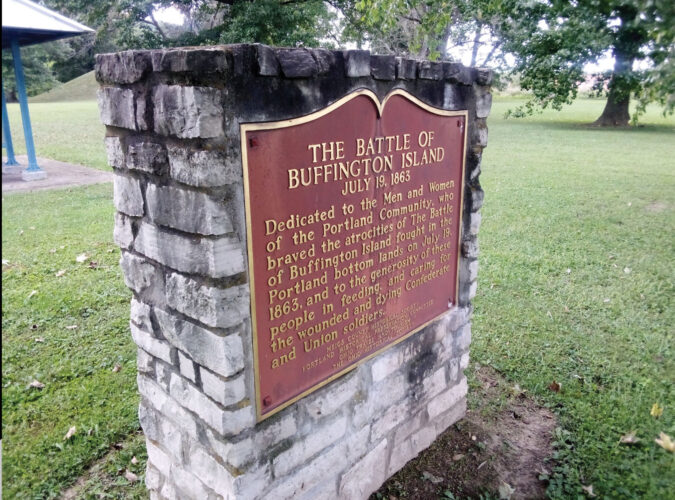 THE BATTLE OF
BUFFINGTON ISLAND
JULY 19, 1863
Dedicated to the Men and Women
of the Portland Community, who
braved the atrocities of The Battle
of Buffington Island fought in the
Portland bottom lands on July 19,
1863, and to the generosity of these
people in feeding, and caring for
the wounded and dying Confederate
and Union soldiers.